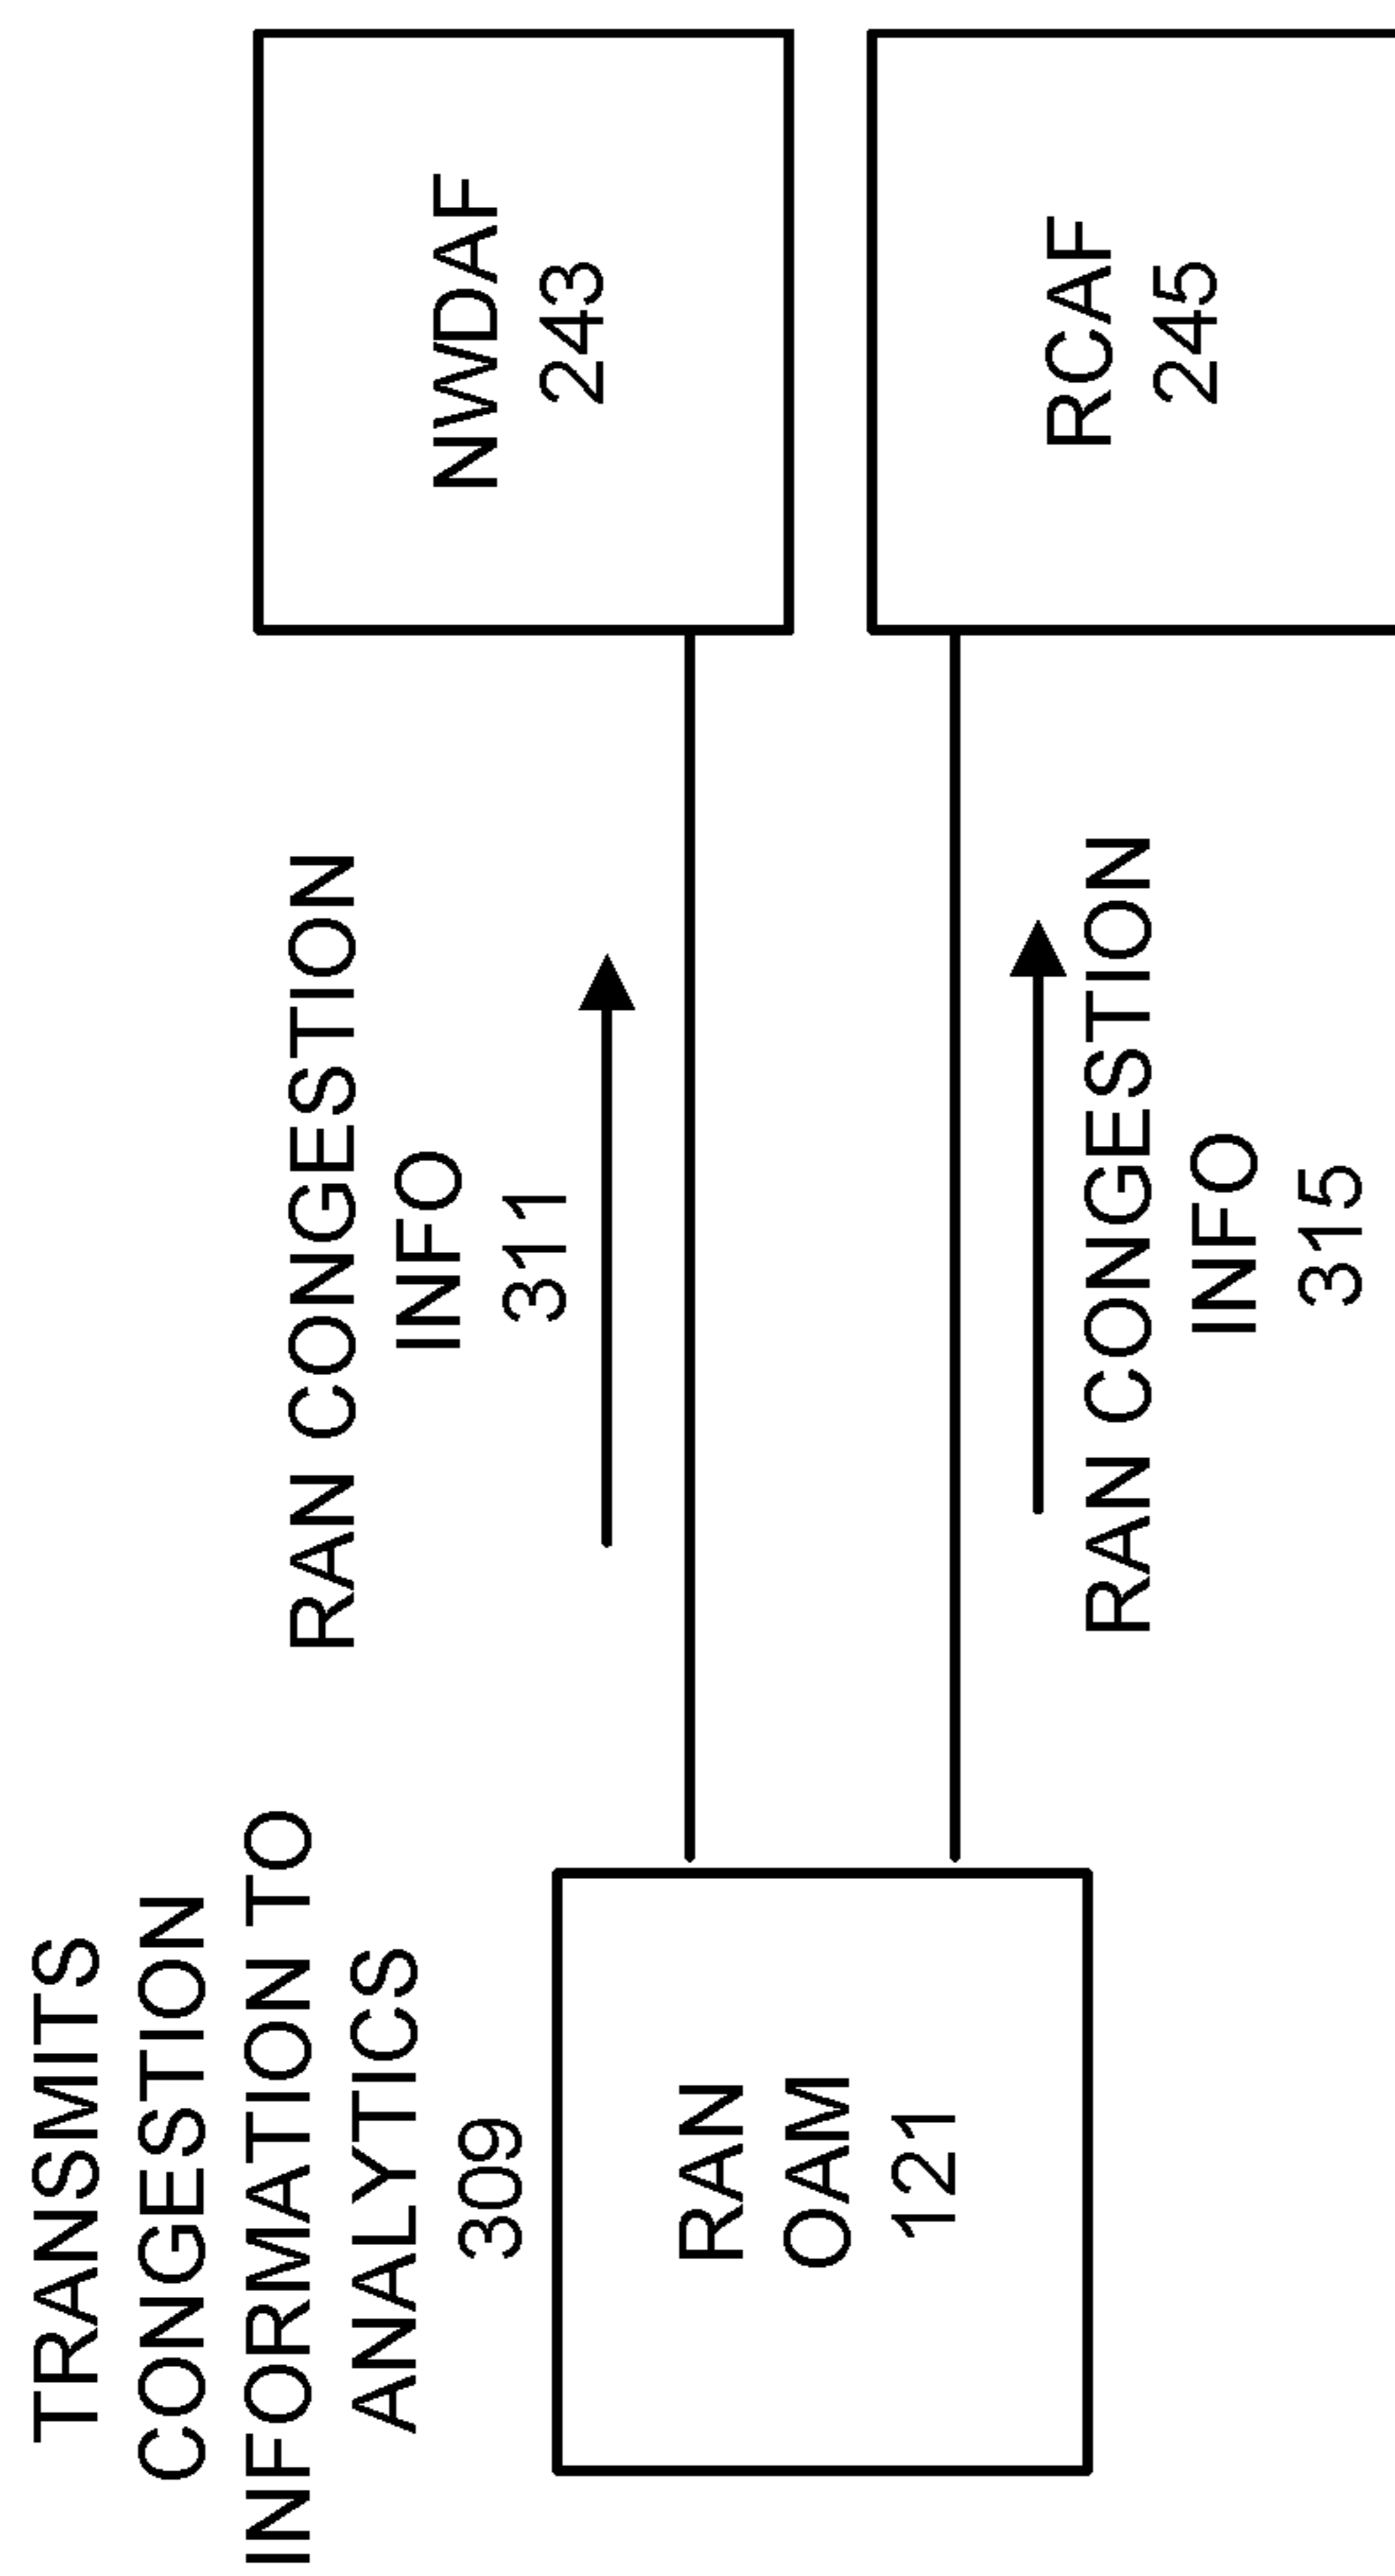 TRANSMITS
CONGESTION
INFORMATION TO
ANALYTICS
309
RAN
OAM
121
RAN CONGESTION
INFO
311
RAN CONGESTION
INFO
315
NWDAF
243
RCAF
245